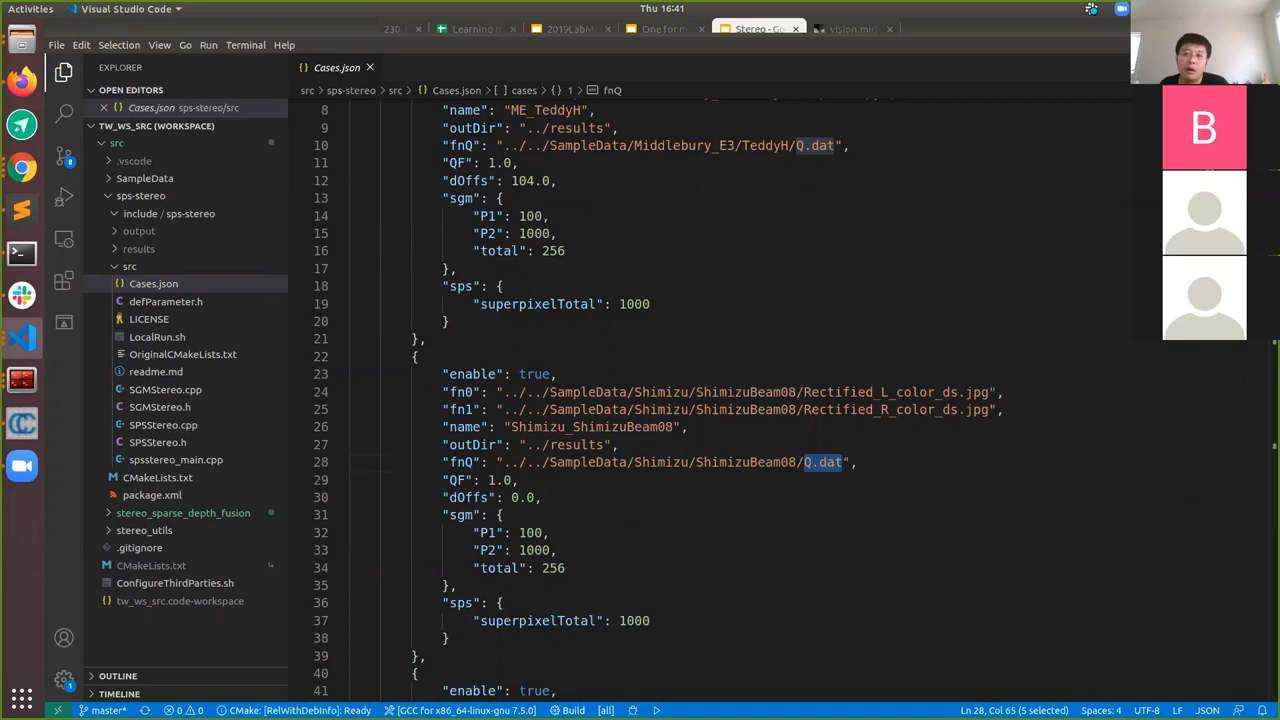 Activities
Visual Studio Code
Thu 16:41
230
Learning
2019LabM
One for m
Stereo - Go
vision.mid
File Edit Selection View Go Run Terminal Help
EXPLORER
OPEN EDITORS
Cases.json sps-stereo/src
TW_WS_SRC (WORKSPACE)
src
.vscode
SampleData
sps-stereo
include / sps-stereo
output
results
src
Cases.json
defParameter.h
LICENSE
LocalRun.sh
OriginalCMakeLists.txt
readme.md
SGMStereo.cpp
SGMStereo.h
SPSStereo.cpp
SPSStereo.h
spsstereo_main.cpp
CMakeLists.txt
package.xml
stereo_sparse_depth_fusion
stereo_utils
.gitignore
CMakeLists.txt
ConfigureThirdParties.sh
tw_ws_src.code-workspace
OUTLINE
TIMELINE
8
1
{} Cases.json
src > sps-stereo > src > {} Cases.json > [ ] cases > {} 1 > fnQ
8 "name": "ME_TeddyH",
9 "outDir": "../results",
10 "fnQ": "../../SampleData/Middlebury_E3/TeddyH/Q.dat",
11 "QF": 1.0,
12 "dOffs": 104.0,
13 "sgm": {
14 "P1": 100,
15 "P2": 1000,
16 "total": 256
17 },
18 "sps": {
19 "superpixelTotal": 1000
20 }
21 },
22 {
23 "enable": true,
24 "fn0": "../../SampleData/Shimizu/ShimizuBeam08/Rectified_L_color_ds.jpg",
25 "fn1": "../../SampleData/Shimizu/ShimizuBeam08/Rectified_R_color_ds.jpg",
26 "name": "Shimizu_ShimizuBeam08",
27 "outDir": "../results",
28 "fnQ": "../../SampleData/Shimizu/ShimizuBeam08/Q.dat",
29 "QF": 1.0,
30 "dOffs": 0.0,
31 "sgm": {
32 "P1": 100,
33 "P2": 1000,
34 "total": 256
35 },
36 "sps": {
37 "superpixelTotal": 1000
38 }
39 },
40 {
41 "enable": true,
B
master* 0 0 CMake: [RelWithDebInfo]: Ready [GCC for x86_64-linux-gnu 7.5.0] Build [all] Ln 28, Col 65 (5 selected) Spaces: 4 UTF-8 LF JSON